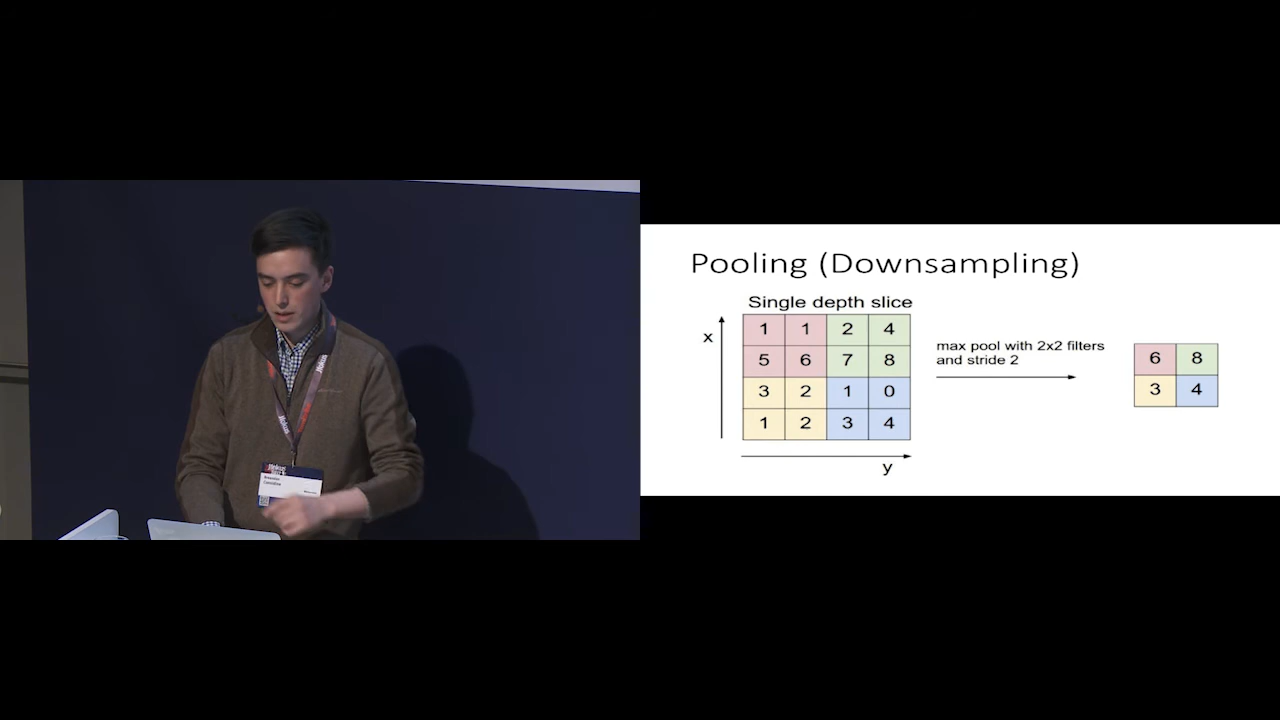 Pooling (Downsampling)
Single depth slice
x
1 1 2 4
5 6 7 8
3 2 1 0
1 2 3 4
y
max pool with 2x2 filters
and stride 2
6 8
3 4